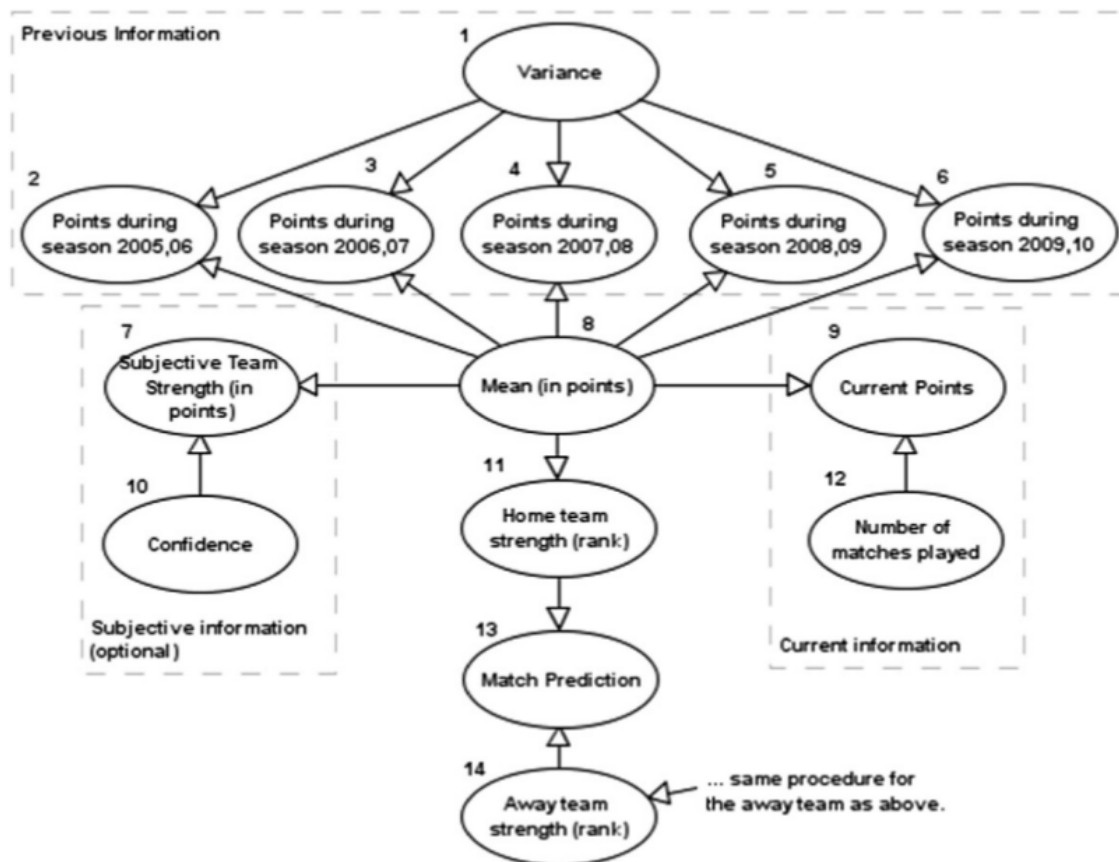 Previous Information
1
Variance
2
Points during
season 2005,06
3
Points during
season 2006,07
4
Points during
season 2007,08
5
Points during
season 2008,09
6
Points during
season 2009,10
7
Subjective Team
Strength (in
points)
8
Mean (in points)
9
Current Points
10
Confidence
Subjective information
(optional)
11
Home team
strength (rank)
12
Number of
matches played
Current information
13
Match Prediction
14
Away team
strength (rank)
... same procedure for
the away team as above.